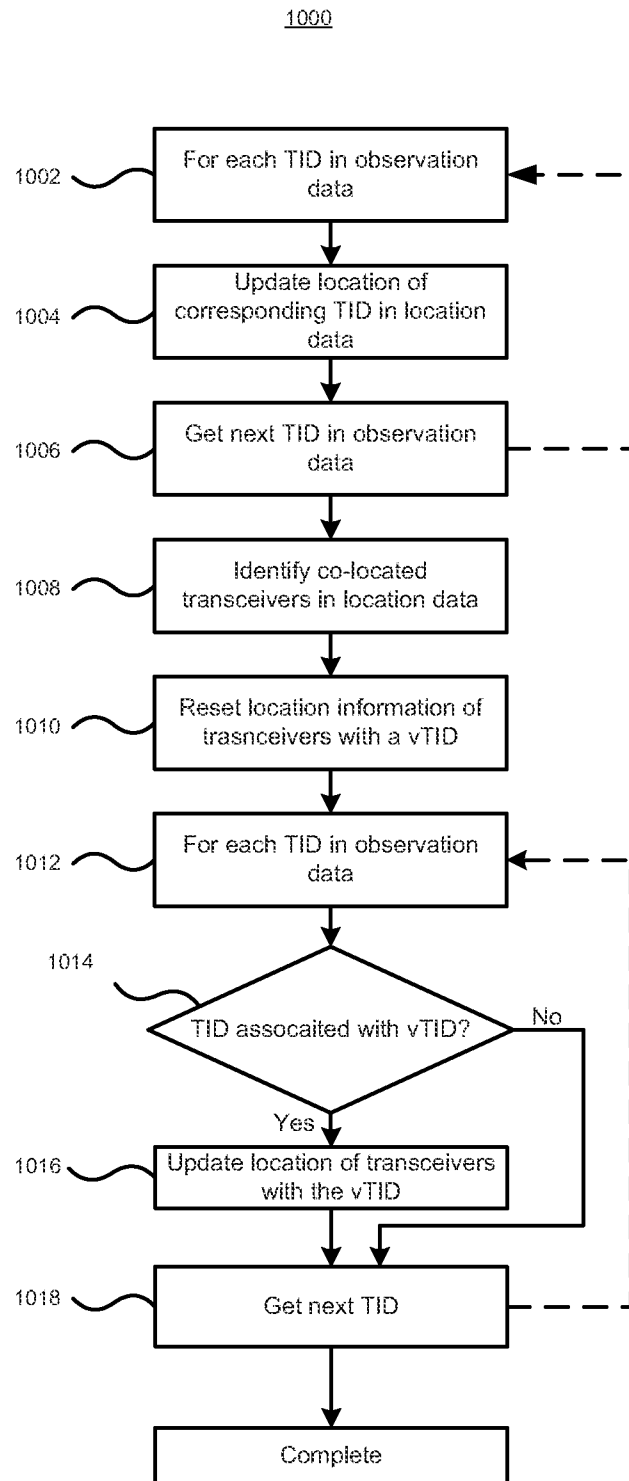 1000
1002
For each TID in observation
data
1004
Update location of
corresponding TID in location
data
1006
Get next TID in observation
data
1008
Identify co-located
transceivers in location data
1010
Reset location information of
trasnceivers with a vTID
1012
For each TID in observation
data
1014
TID assocaited with vTID?
No
Yes
1016
Update location of transceivers
with the vTID
1018
Get next TID
Complete